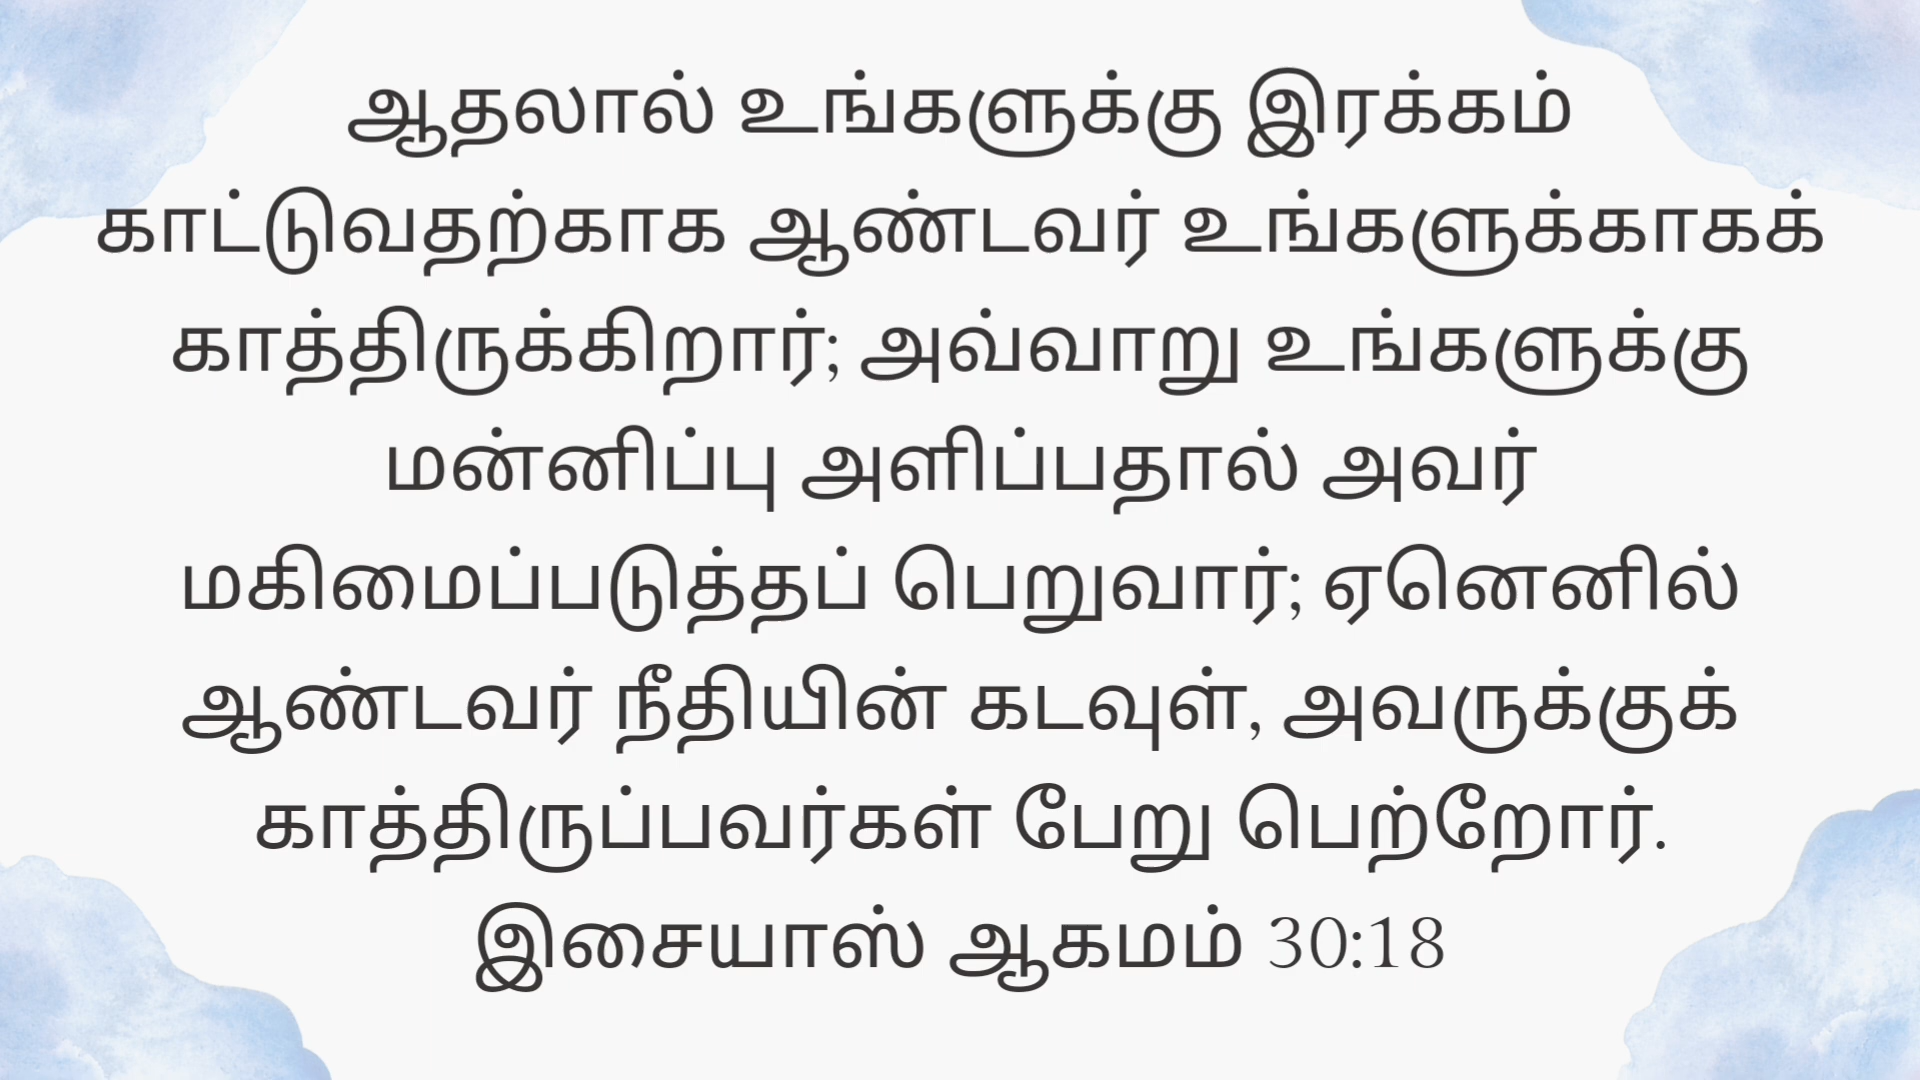 ஆதலால் உங்களுக்கு இரக்கம்
காட்டுவதற்காக ஆண்டவர் உங்களுக்காகக்
காத்திருக்கிறார்; அவ்வாறு உங்களுக்கு
மன்னிப்பு அளிப்பதால் அவர்
மகிமைப்படுத்தப் பெறுவார்; ஏனெனில்
ஆண்டவர் நீதியின் கடவுள், அவருக்குக்
காத்திருப்பவர்கள் பேறு பெற்றோர்.
இசையாஸ் ஆகமம் 30:18